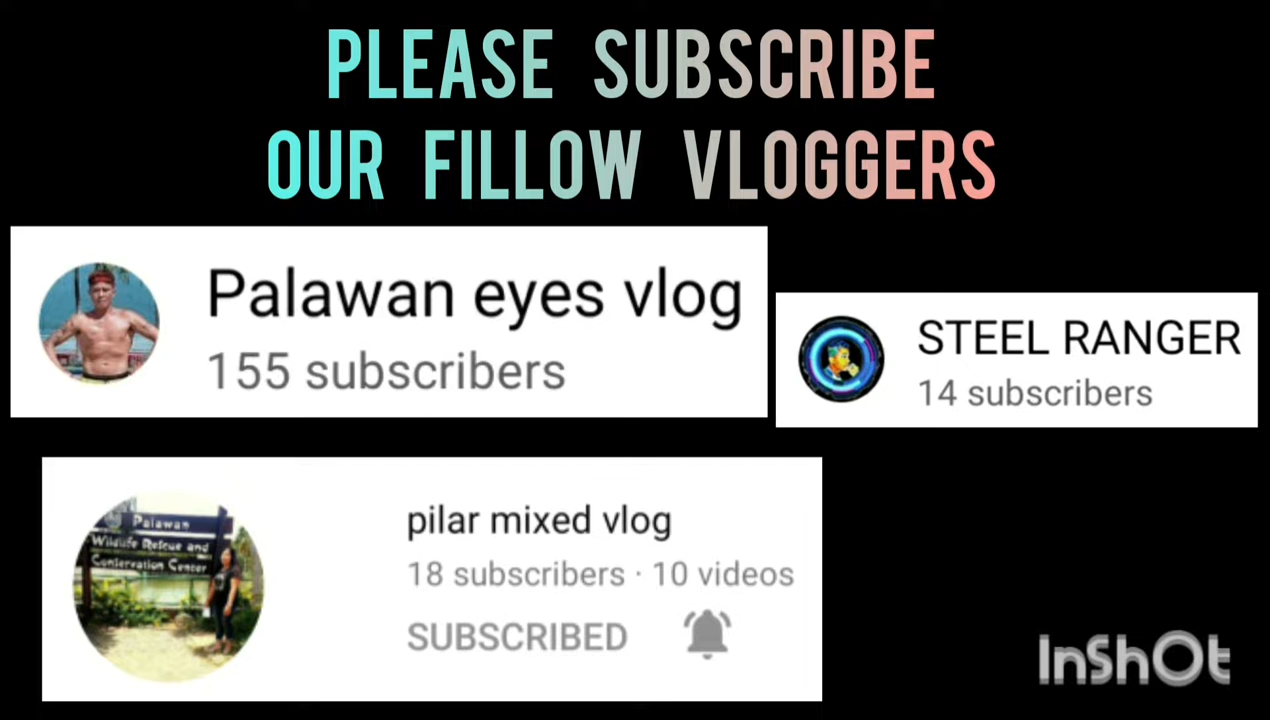 PLEASE SUBSCRIBE
OUR FILLOW VLOGGERS
Palawan eyes vlog
155 subscribers
STEEL RANGER
14 subscribers
Palawan
Wildlife Rescue and
Conservation Center
pilar mixed vlog
18 subscribers · 10 videos
SUBSCRIBED
InShOt